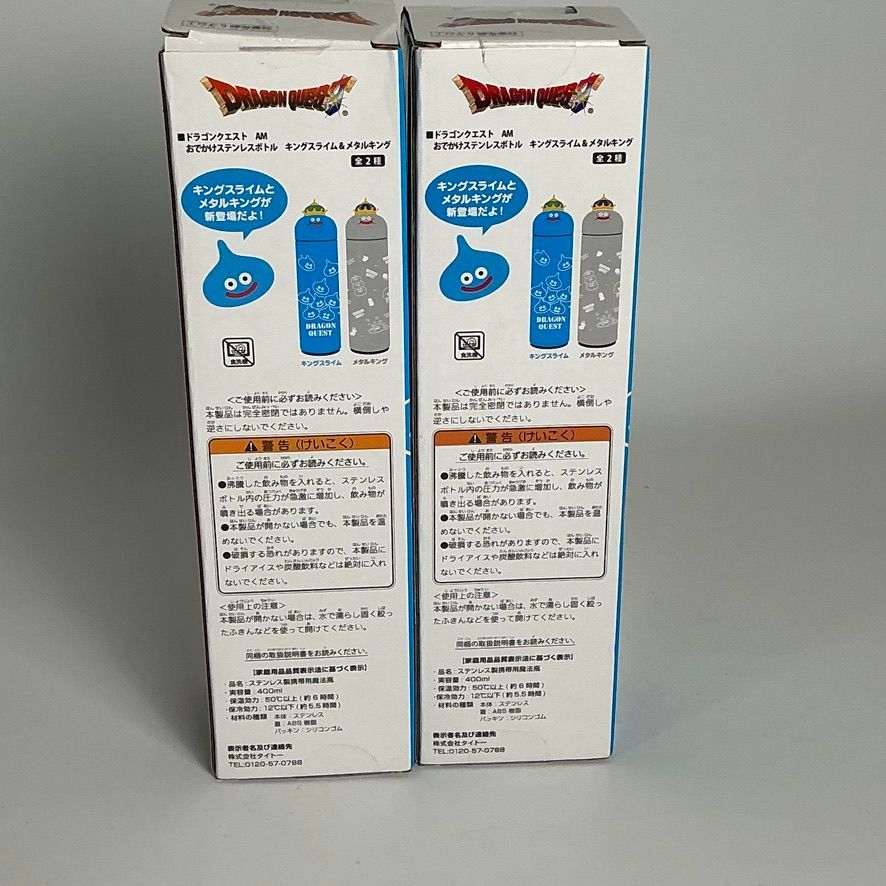 DRAGON QUEST
■ドラゴンクエスト AM
おでかけステンレスボトル キングスライム&メタルキング
全2種
キングスライムと
メタルキングが
新登場だよ!
DRAGON
QUEST
キングスライム メタルキング
食洗機
<ご使用前に必ずお読みください>
本製品は完全密閉ではありません。横倒しや
逆さにしないでください。
警告(けいこく)
ご使用前に必ずお読みください。
●沸騰した飲み物を入れると、ステンレス
ボトル内の圧力が急激に増加し、飲み物が
噴き出る場合があります。
●本製品が開かない場合でも、本製品を温
めないでください。
●破損する恐れがありますので、本製品に
ドライアイスや炭酸飲料などは絶対に入れ
ないでください。
<使用上の注意>
本製品が開かない場合は、水で濡らし固く絞っ
たふきんなどを使って開けてください。
同梱の取扱説明書をお読みください。
【家庭用品品質表示法に基づく表示】
・品名:ステンレス製携帯用魔法瓶
・実容量:400ml
・保温効力:50℃以上(約6時間)
・保冷効力:12℃以下(約5.5時間)
・材料の種類 本体:ステンレス
蓋:ABS樹脂
パッキン:シリコンゴム
表示者名及び連絡先
株式会社タイトー
TEL:0120-57-0788
DRAGON QUEST
■ドラゴンクエスト AM
おでかけステンレスボトル キングスライム&メタルキング
全2種
キングスライムと
メタルキングが
新登場だよ!
DRAGON
QUEST
キングスライム メタルキング
食洗機
<ご使用前に必ずお読みください>
本製品は完全密閉ではありません。横倒しや
逆さにしないでください。
警告(けいこく)
ご使用前に必ずお読みください。
●沸騰した飲み物を入れると、ステンレス
ボトル内の圧力が急激に増加し、飲み物が
噴き出る場合があります。
●本製品が開かない場合でも、本製品を温
めないでください。
●破損する恐れがありますので、本製品に
ドライアイスや炭酸飲料などは絶対に入れ
ないでください。
<使用上の注意>
本製品が開かない場合は、水で濡らし固く絞っ
たふきんなどを使って開けてください。
同梱の取扱説明書をお読みください。
【家庭用品品質表示法に基づく表示】
・品名:ステンレス製携帯用魔法瓶
・実容量:400ml
・保温効力:50℃以上(約6時間)
・保冷効力:12℃以下(約5.5時間)
・材料の種類 本体:ステンレス
蓋:ABS樹脂
パッキン:シリコンゴム
表示者名及び連絡先
株式会社タイトー
TEL:0120-57-0788